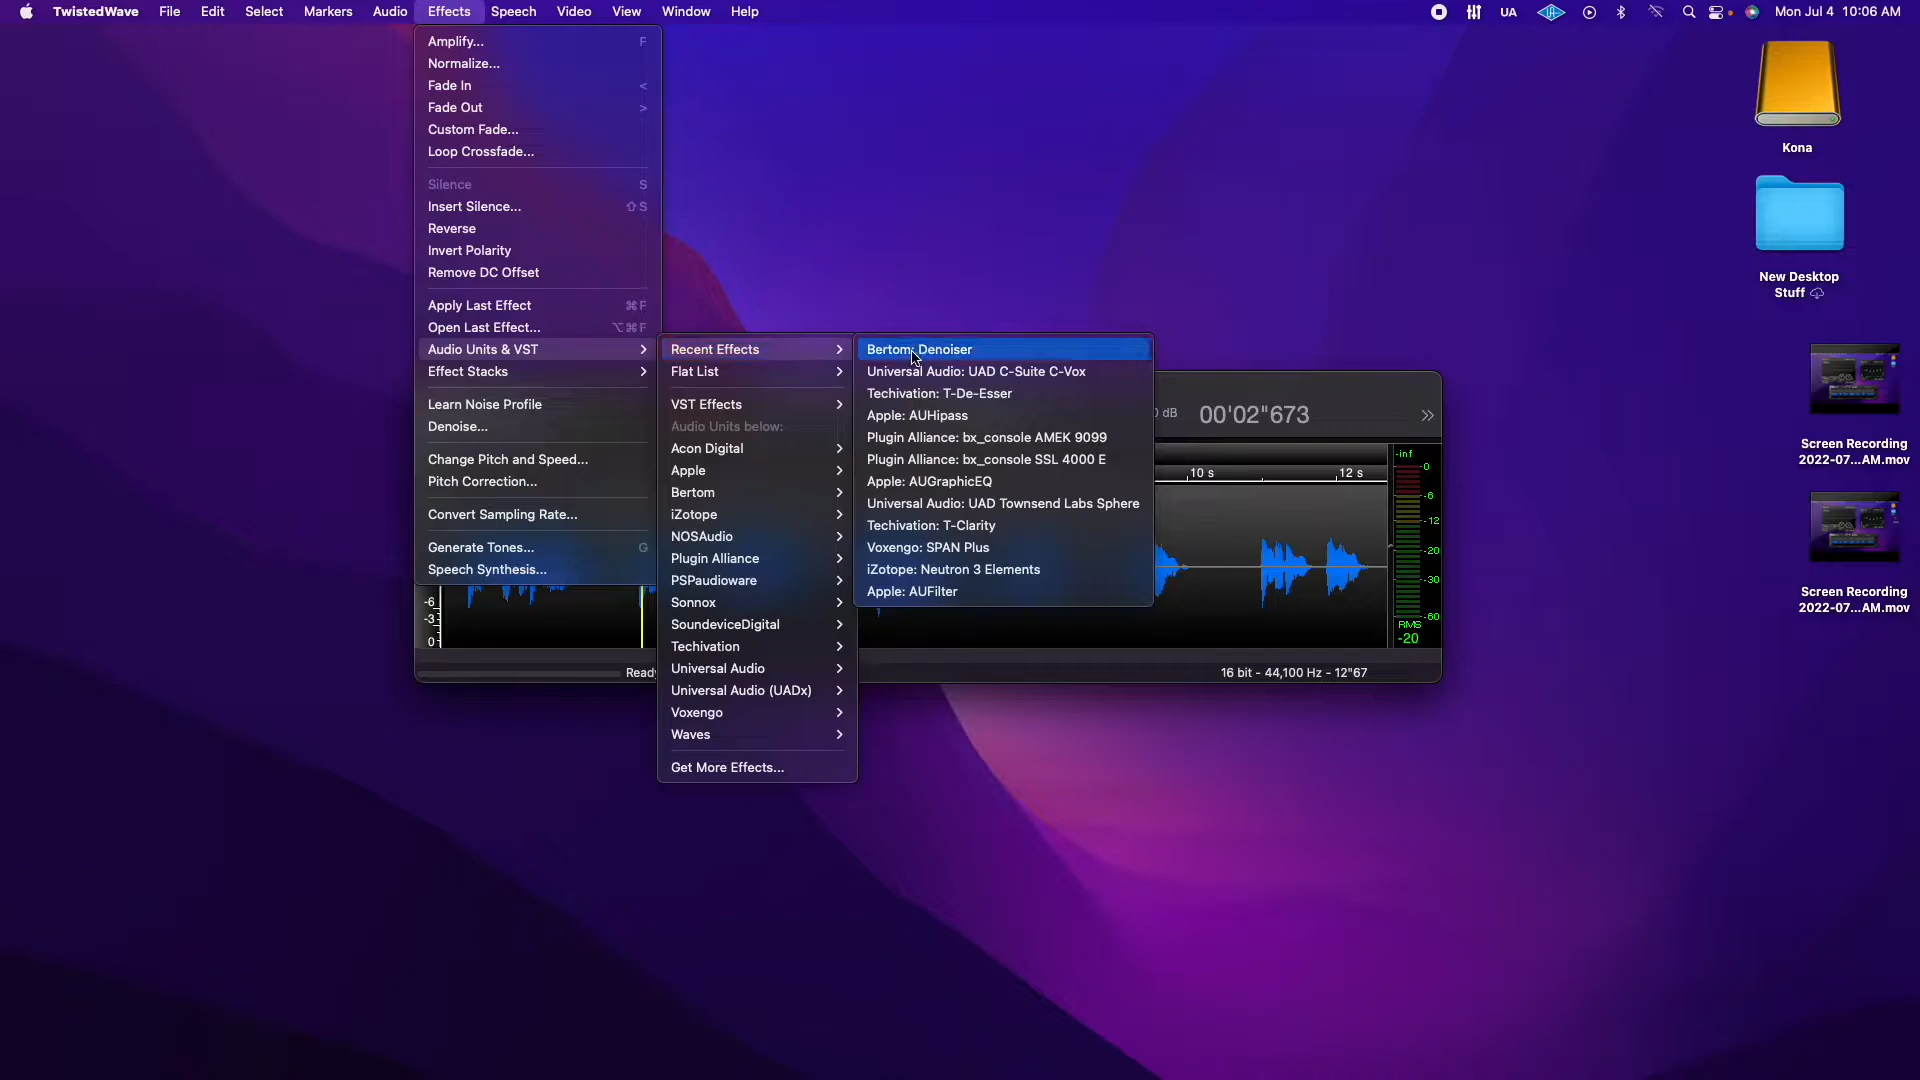 TwistedWave File Edit Select Markers Audio Effects Speech Video View Window Help
UA Mon Jul 4 10:06 AM
Amplify... F
Normalize...
Fade In <
Fade Out >
Custom Fade...
Loop Crossfade...
Silence S
Insert Silence... ⇧S
Reverse
Invert Polarity
Remove DC Offset
Apply Last Effect ⌘F
Open Last Effect... ⌥⌘F
Audio Units & VST >
Effect Stacks >
Learn Noise Profile
Denoise...
Change Pitch and Speed...
Pitch Correction...
Convert Sampling Rate...
Generate Tones... G
Speech Synthesis...
Recent Effects >
Flat List >
VST Effects >
Audio Units below:
Acon Digital >
Apple >
Bertom >
iZotope >
NOSAudio >
Plugin Alliance >
PSPaudioware >
Sonnox >
SoundeviceDigital >
Techivation >
Universal Audio >
Universal Audio (UADx) >
Voxengo >
Waves >
Get More Effects...
Bertom: Denoiser
Universal Audio: UAD C-Suite C-Vox
Techivation: T-De-Esser
Apple: AUHipass
Plugin Alliance: bx_console AMEK 9099
Plugin Alliance: bx_console SSL 4000 E
Apple: AUGraphicEQ
Universal Audio: UAD Townsend Labs Sphere
Techivation: T-Clarity
Voxengo: SPAN Plus
iZotope: Neutron 3 Elements
Apple: AUFilter
dB 00'02"673
10 s 12 s
-inf
-0
-6
-12
-20
-30
-60
RMS
-20
-6
-3
0
Ready
16 bit - 44,100 Hz - 12"67
Kona
New Desktop
Stuff
Screen Recording
2022-07...AM.mov
Screen Recording
2022-07...AM.mov